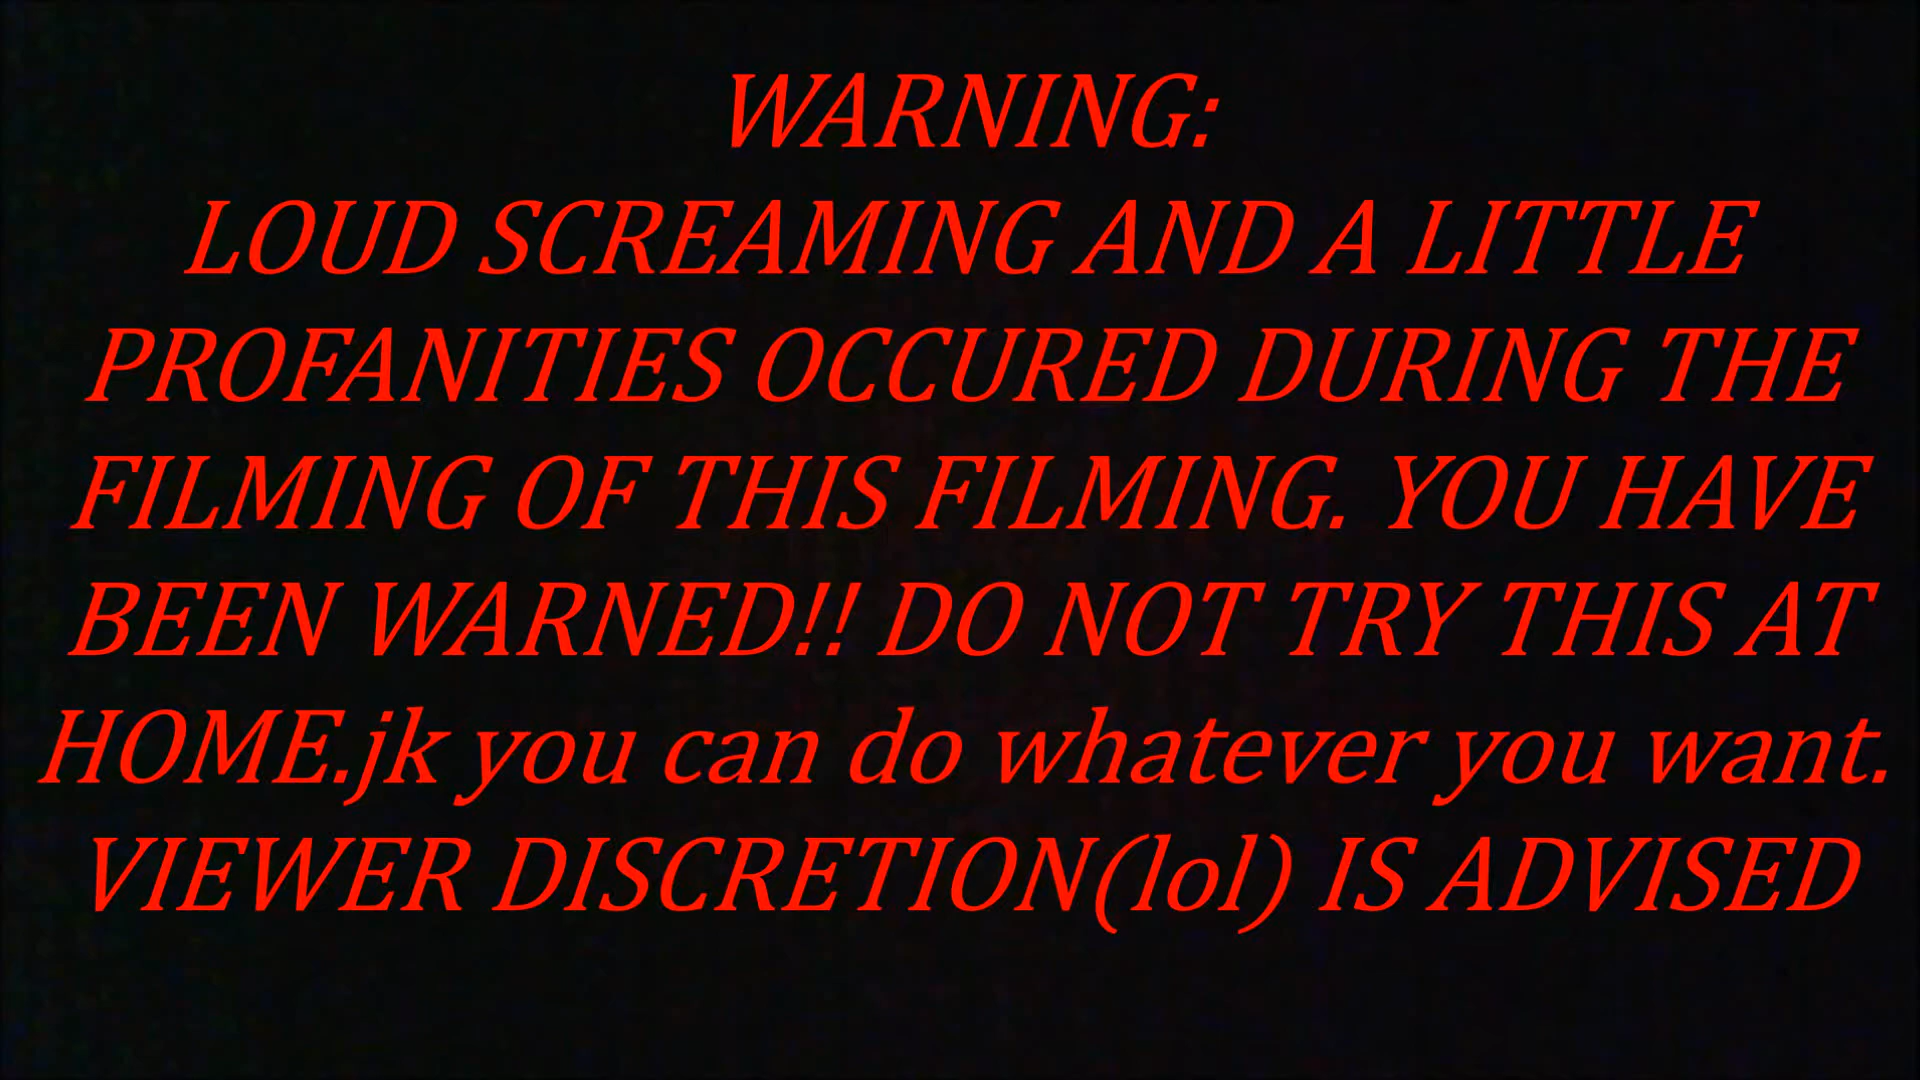 WARNING:
LOUD SCREAMING AND A LITTLE
PROFANITIES OCCURED DURING THE
FILMING OF THIS FILMING. YOU HAVE
BEEN WARNED!! DO NOT TRY THIS AT
HOME.jk you can do whatever you want.
VIEWER DISCRETION(lol) IS ADVISED